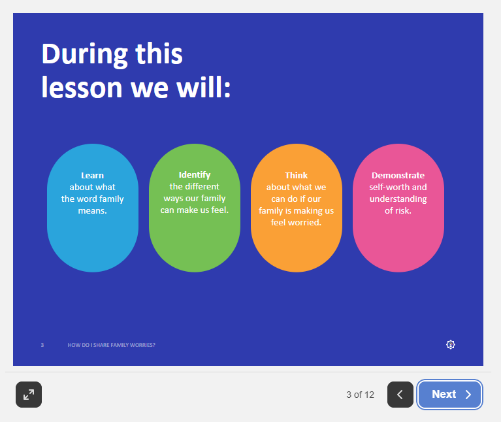 During this
lesson we will:
Learn
about what
the word family
means.
Identify
the different
ways our family
can make us feel.
Think
about what we
can do if our
family is making us
feel worried.
Demonstrate
self-worth and
understanding
of risk.
3 HOW DO I SHARE FAMILY WORRIES?
3 of 12
Next